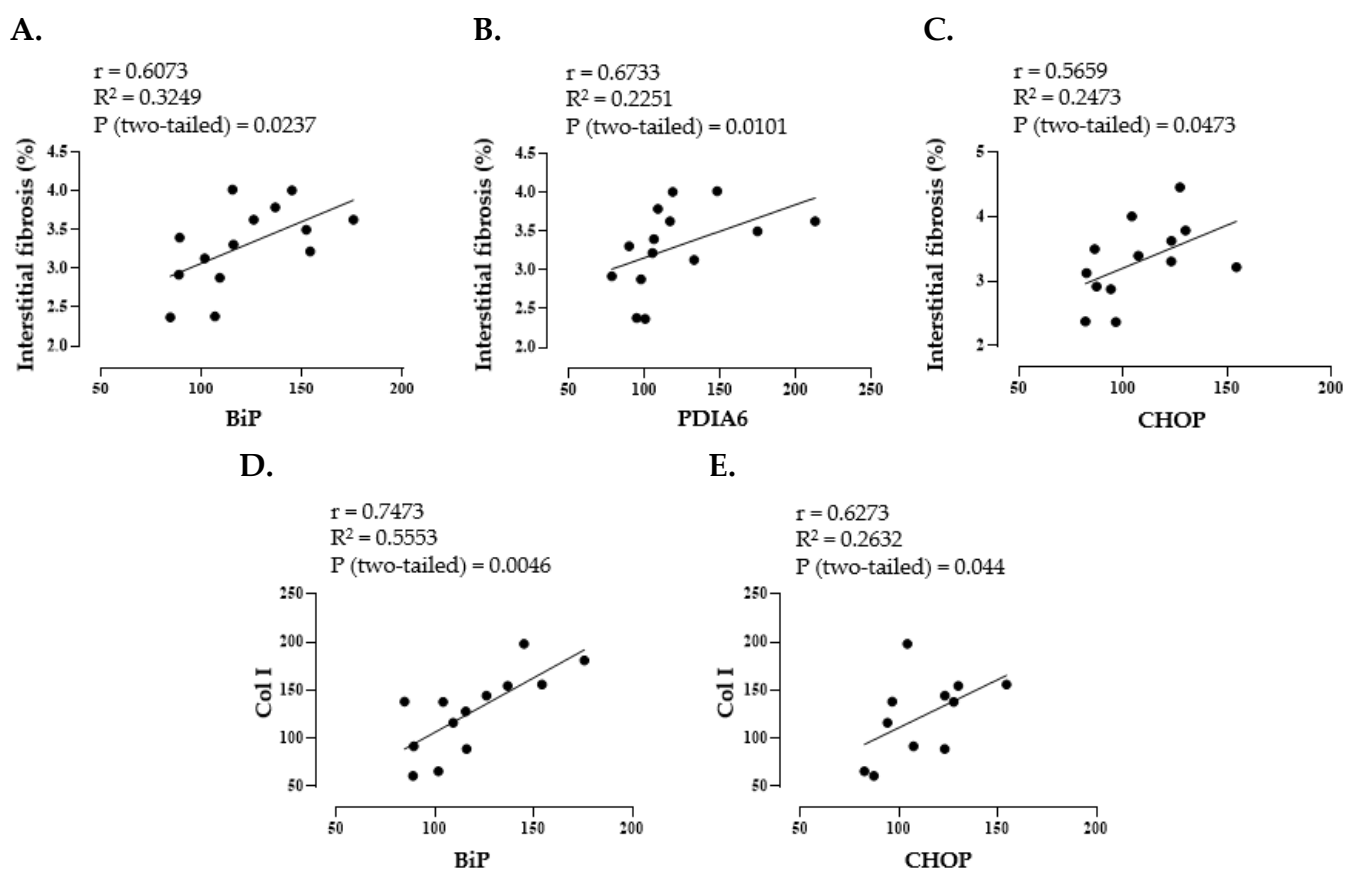 A.
r = 0.6073
R² = 0.3249
P (two-tailed) = 0.0237
Interstitial fibrosis (%)
4.5
4.0
3.5
3.0
2.5
2.0
50 100 150 200
BiP
B.
r = 0.6733
R² = 0.2251
P (two-tailed) = 0.0101
Interstitial fibrosis (%)
4.5
4.0
3.5
3.0
2.5
2.0
50 100 150 200 250
PDIA6
C.
r = 0.5659
R² = 0.2473
P (two-tailed) = 0.0473
Interstitial fibrosis (%)
5
4
3
2
50 100 150 200
CHOP
D.
r = 0.7473
R² = 0.5553
P (two-tailed) = 0.0046
Col I
250
200
150
100
50
50 100 150 200
BiP
E.
r = 0.6273
R² = 0.2632
P (two-tailed) = 0.044
Col I
250
200
150
100
50
50 100 150 200
CHOP